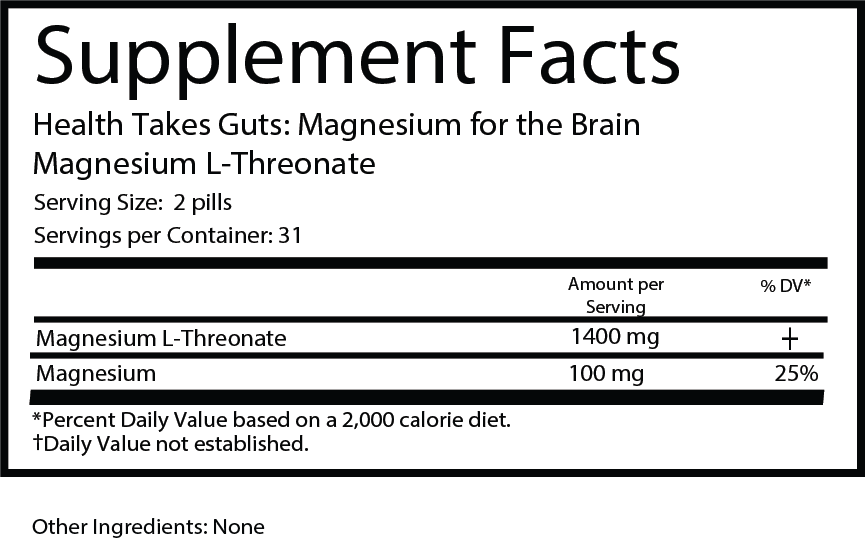 Supplement Facts
Health Takes Guts: Magnesium for the Brain
Magnesium L-Threonate
Serving Size:  2 pills
Servings per Container: 31
Amount per Serving % DV*
Magnesium L-Threonate 1400 mg †
Magnesium 100 mg 25%
*Percent Daily Value based on a 2,000 calorie diet.
†Daily Value not established.
Other Ingredients: None